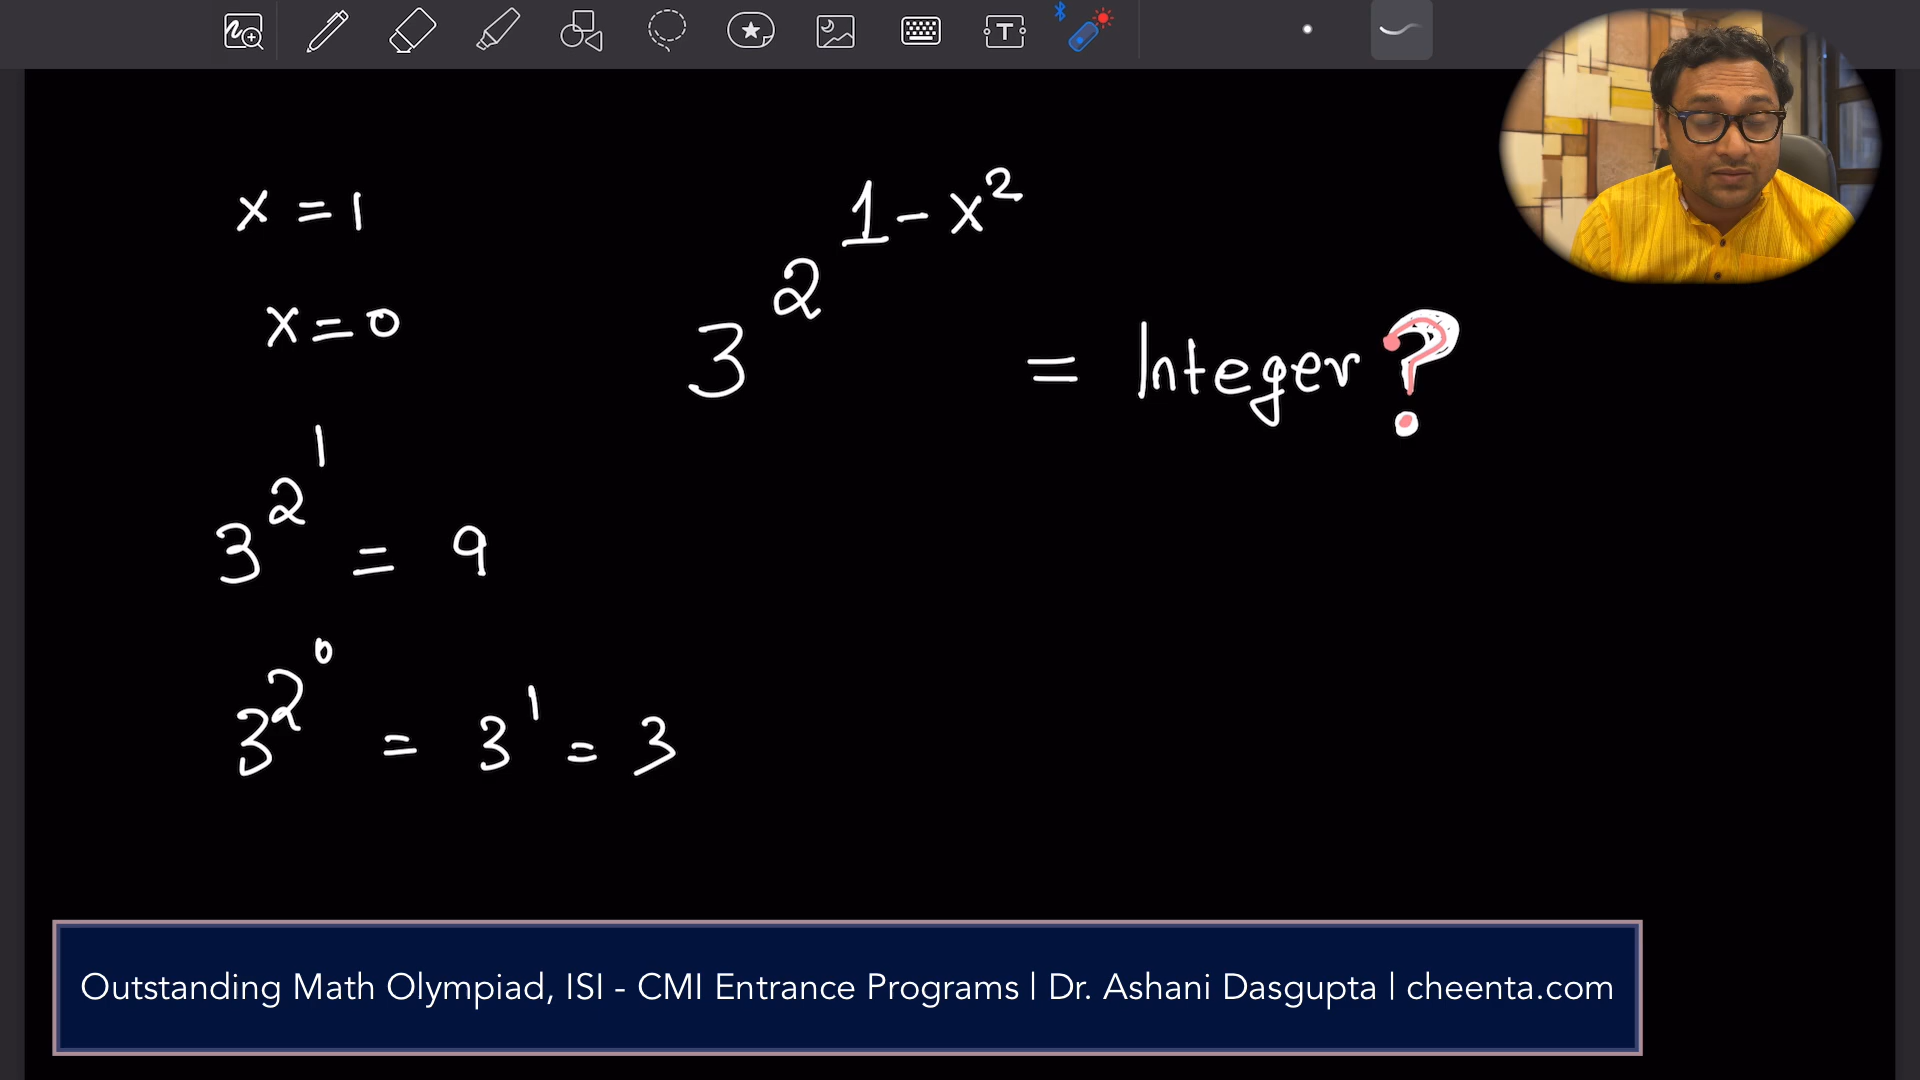 x = 1
x = 0
3^{2^{1}} = 9
3^{2^{0}} = 3^{1} = 3
3^{2^{1-x^{2}}} = Integer ?
Outstanding Math Olympiad, ISI - CMI Entrance Programs | Dr. Ashani Dasgupta | cheenta.com